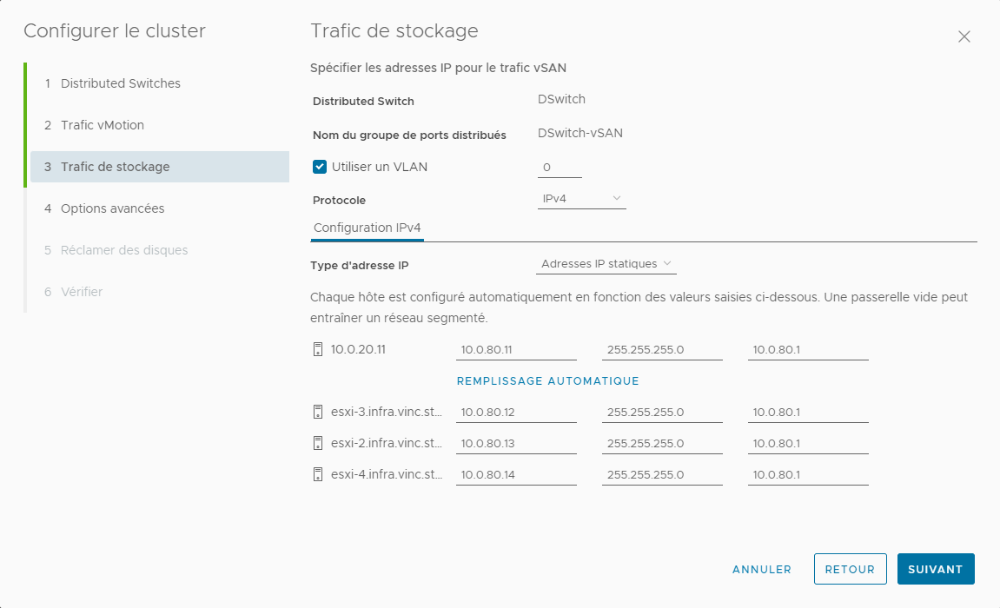 Configurer le cluster
1 Distributed Switches
2 Trafic vMotion
3 Trafic de stockage
4 Options avancées
5 Réclamer des disques
6 Vérifier
Trafic de stockage
Spécifier les adresses IP pour le trafic vSAN
Distributed Switch DSwitch
Nom du groupe de ports distribués DSwitch-vSAN
Utiliser un VLAN 0
Protocole IPv4
Configuration IPv4
Type d'adresse IP Adresses IP statiques
Chaque hôte est configuré automatiquement en fonction des valeurs saisies ci-dessous. Une passerelle vide peut
entraîner un réseau segmenté.
10.0.20.11 10.0.80.11 255.255.255.0 10.0.80.1
REMPLISSAGE AUTOMATIQUE
esxi-3.infra.vinc.st... 10.0.80.12 255.255.255.0 10.0.80.1
esxi-2.infra.vinc.st... 10.0.80.13 255.255.255.0 10.0.80.1
esxi-4.infra.vinc.st... 10.0.80.14 255.255.255.0 10.0.80.1
ANNULER RETOUR SUIVANT